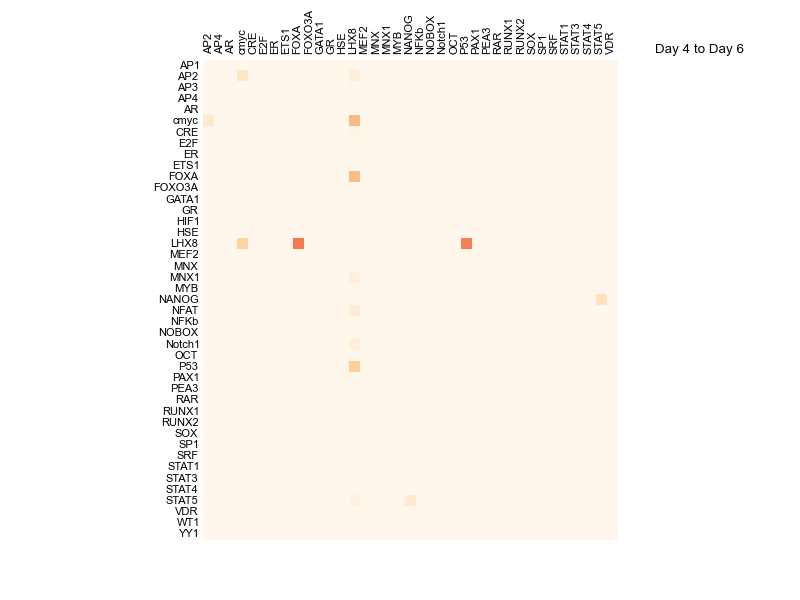 AP2
AP4
AR
cmyc
CRE
E2F
ER
ETS1
FOXA
FOXO3A
GATA1
GR
HSE
LHX8
MEF2
MNX
MNX1
MYB
NANOG
NFKb
NOBOX
Notch1
OCT
P53
PAX1
PEA3
RAR
RUNX1
RUNX2
SOX
SP1
SRF
STAT1
STAT3
STAT4
STAT5
VDR
Day 4 to Day 6
AP1
AP2
AP3
AP4
AR
cmyc
CRE
E2F
ER
ETS1
FOXA
FOXO3A
GATA1
GR
HIF1
HSE
LHX8
MEF2
MNX
MNX1
MYB
NANOG
NFAT
NFKb
NOBOX
Notch1
OCT
P53
PAX1
PEA3
RAR
RUNX1
RUNX2
SOX
SP1
SRF
STAT1
STAT3
STAT4
STAT5
VDR
WT1
YY1